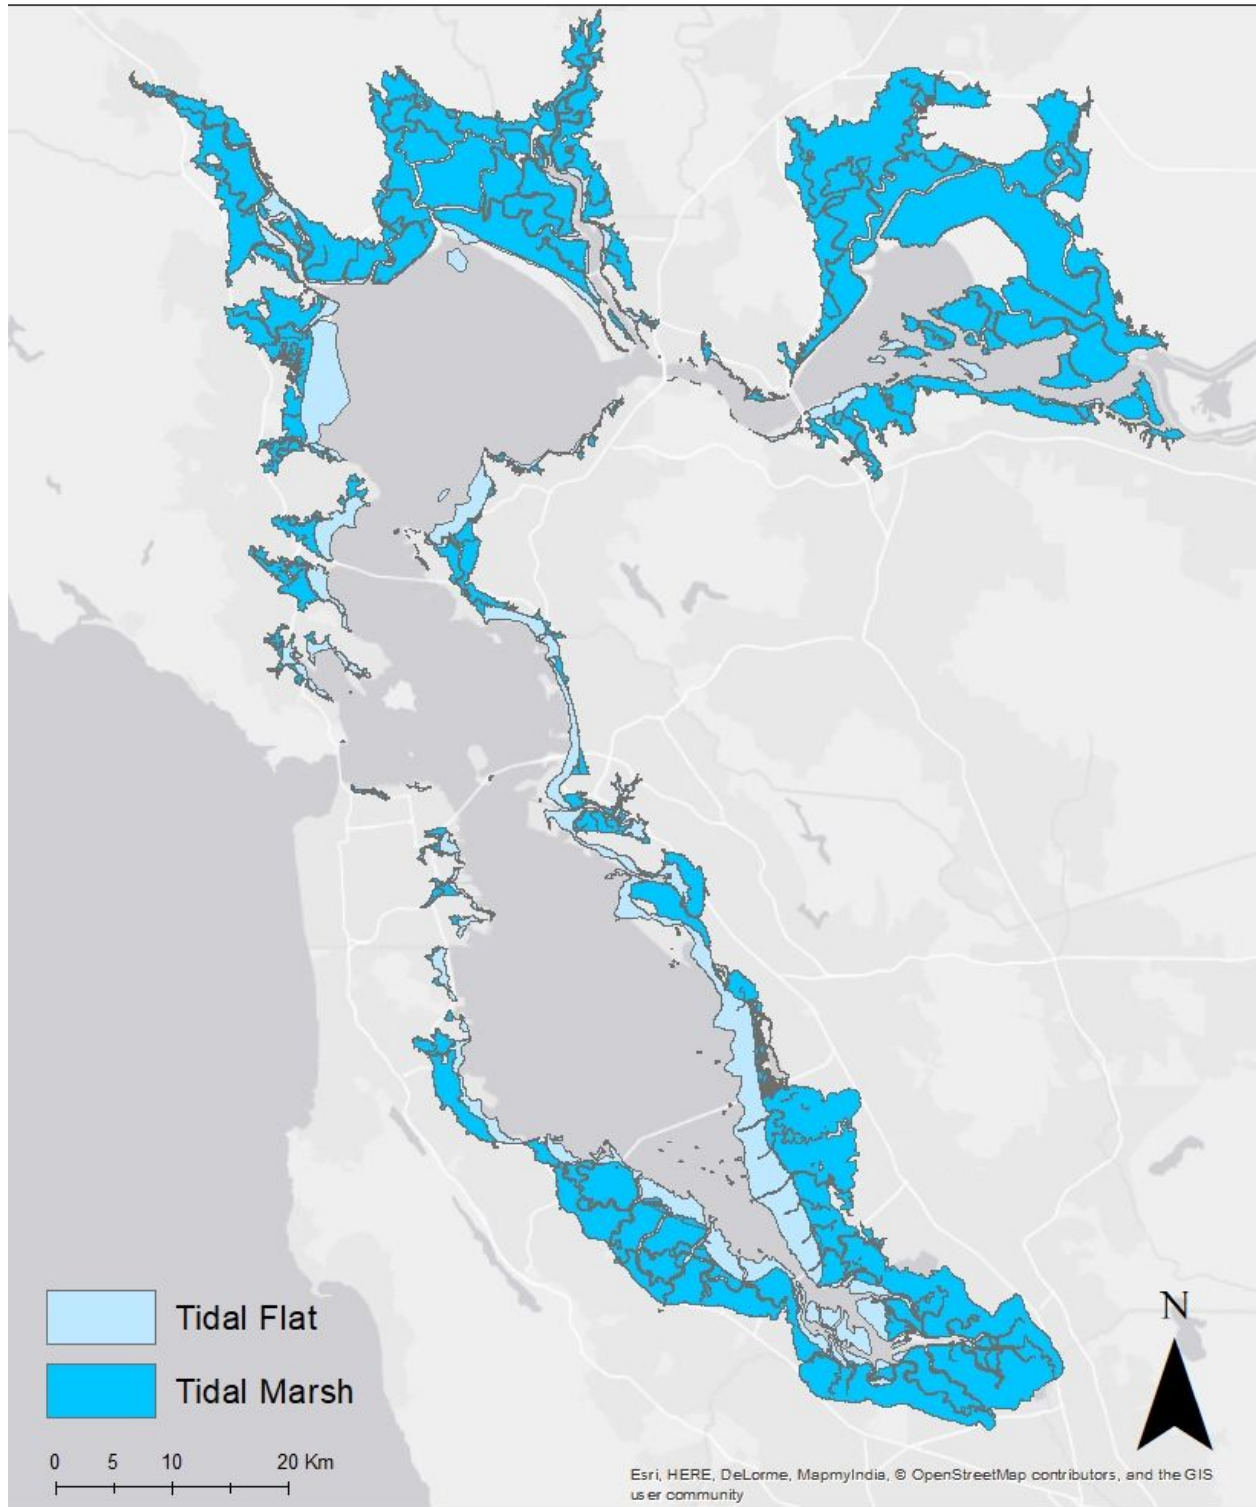 Tidal Flat
Tidal Marsh
0 5 10 20 Km
N
Esri, HERE, DeLorme, MapmyIndia, © OpenStreetMap contributors, and the GIS
user community